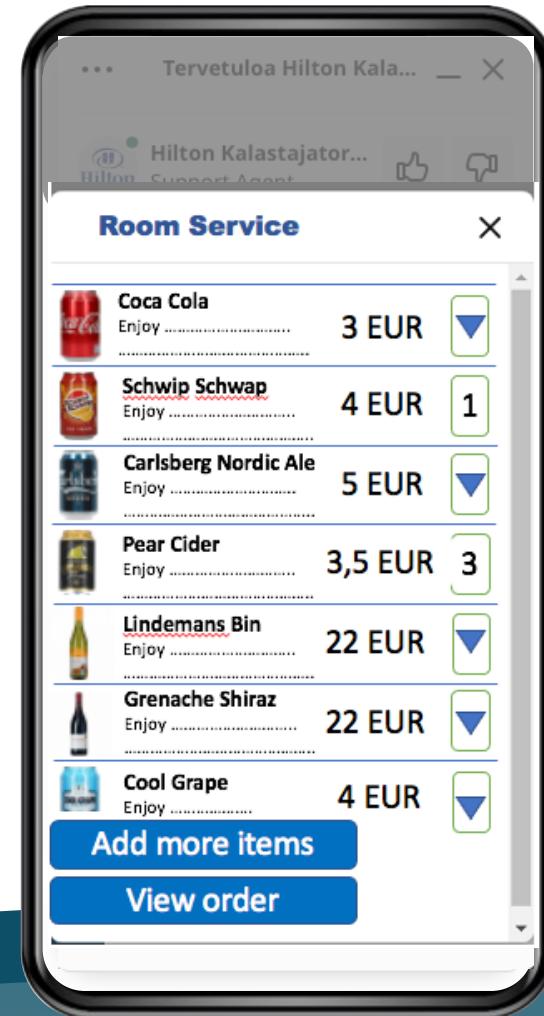 ... Tervetuloa Hilton Kala...
Hilton Kalastajator...
Hilton Support Agent
Room Service
Coca Cola
Enjoy ..............................
3 EUR
Schwip Schwap
Enjoy ..............................
4 EUR
1
Carlsberg Nordic Ale
Enjoy ..............................
5 EUR
Pear Cider
Enjoy ..............................
3,5 EUR
3
Lindemans Bin
Enjoy ..............................
22 EUR
Grenache Shiraz
Enjoy ..............................
22 EUR
Cool Grape
Enjoy ...................
4 EUR
Add more items
View order